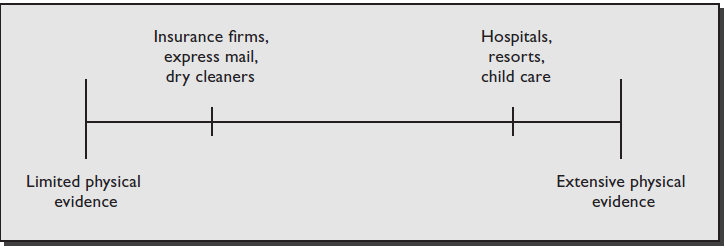 Insurance firms,
express mail,
dry cleaners
Hospitals,
resorts,
child care
Limited physical
evidence
Extensive physical
evidence